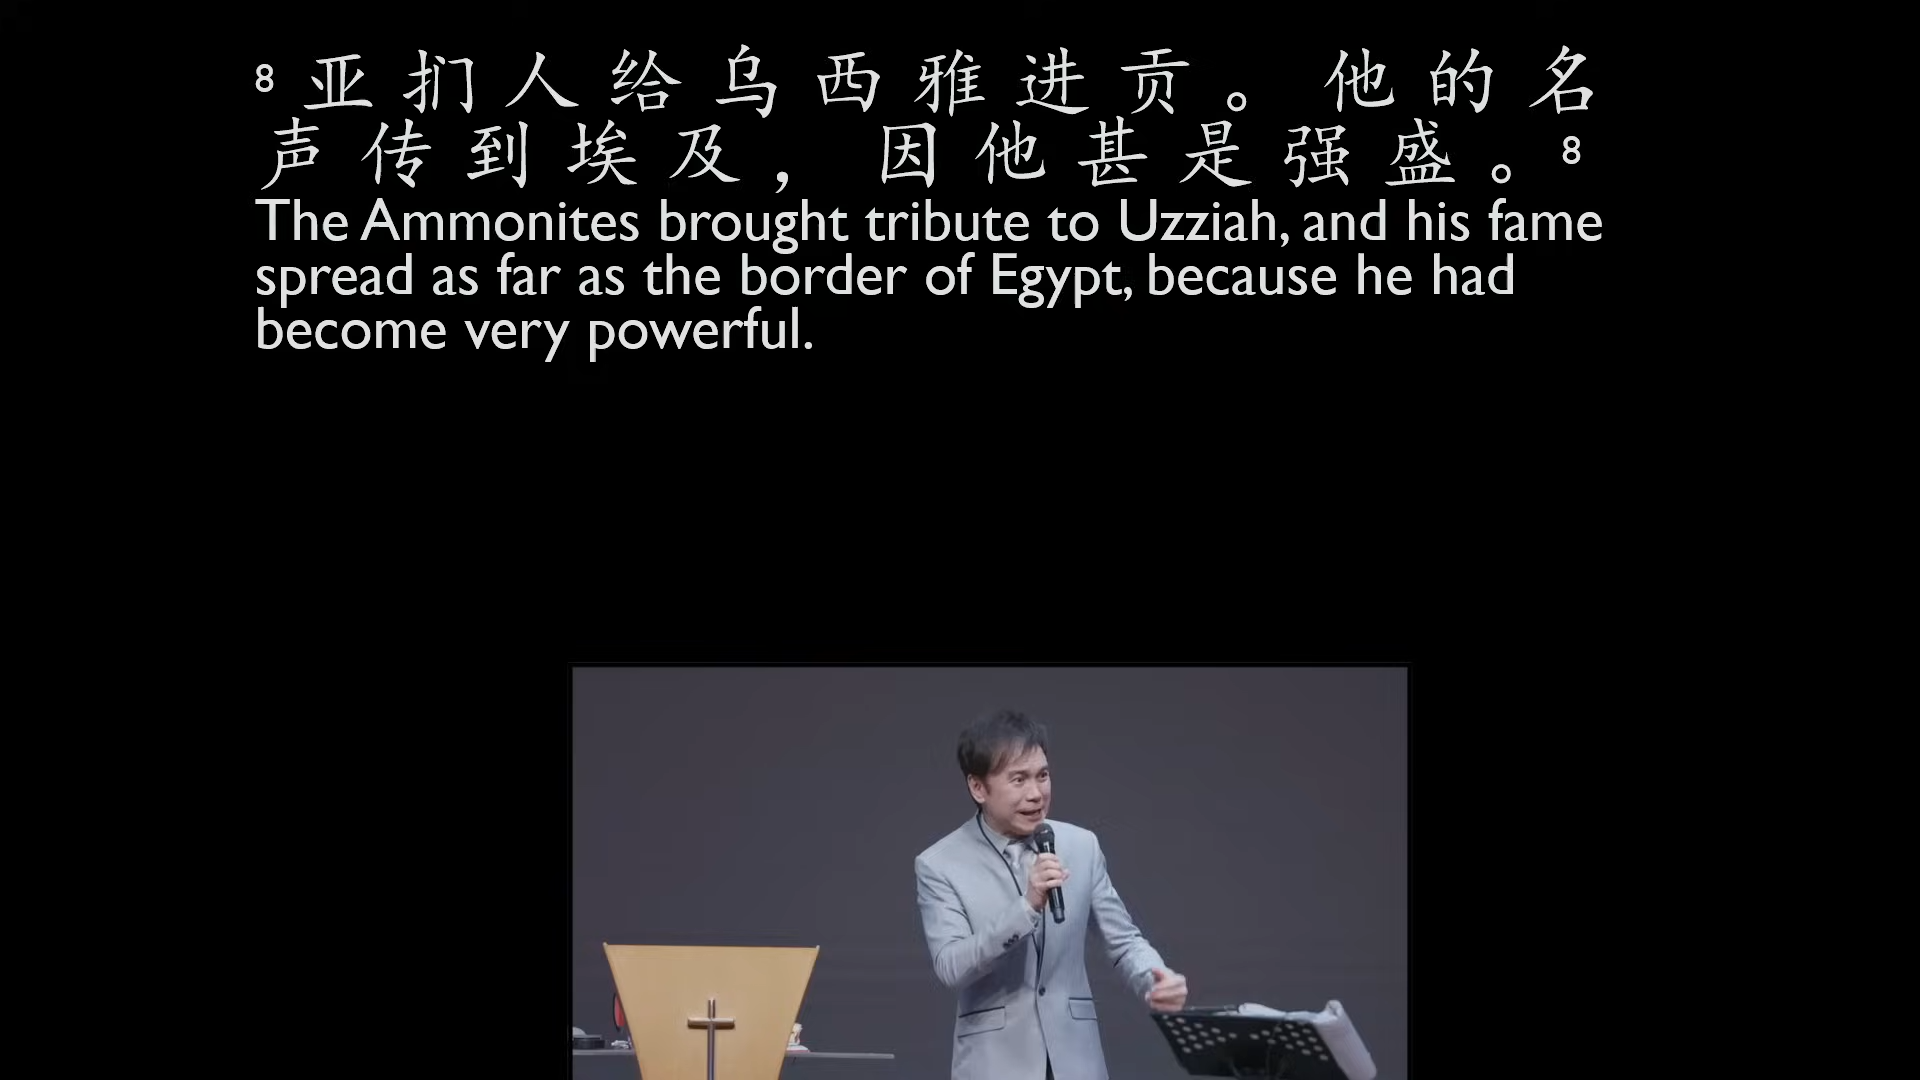 8 亚扪人给乌西雅进贡。他的名
声传到埃及，因他甚是强盛。8
The Ammonites brought tribute to Uzziah, and his fame
spread as far as the border of Egypt, because he had
become very powerful.